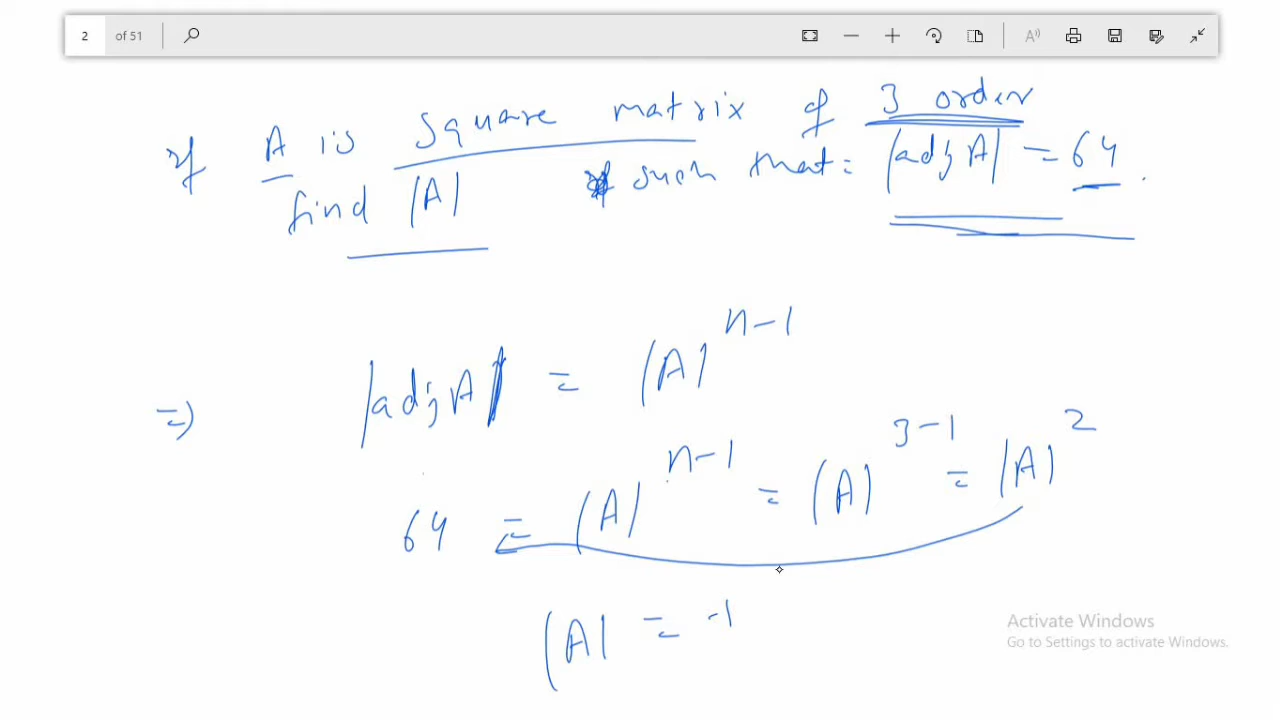 2 of 51
If A is square matrix of 3 order
find |A| such that: |adj A| = 64
=> |adj A| = |A|^{n-1}
64 = |A|^{n-1} = |A|^{3-1} = |A|^2
|A| =
Activate Windows
Go to Settings to activate Windows.